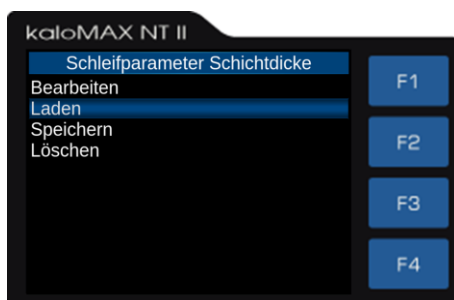 kaloMAX NT II
Schleifparameter Schichtdicke
Bearbeiten
Laden
Speichern
Löschen
F1
F2
F3
F4